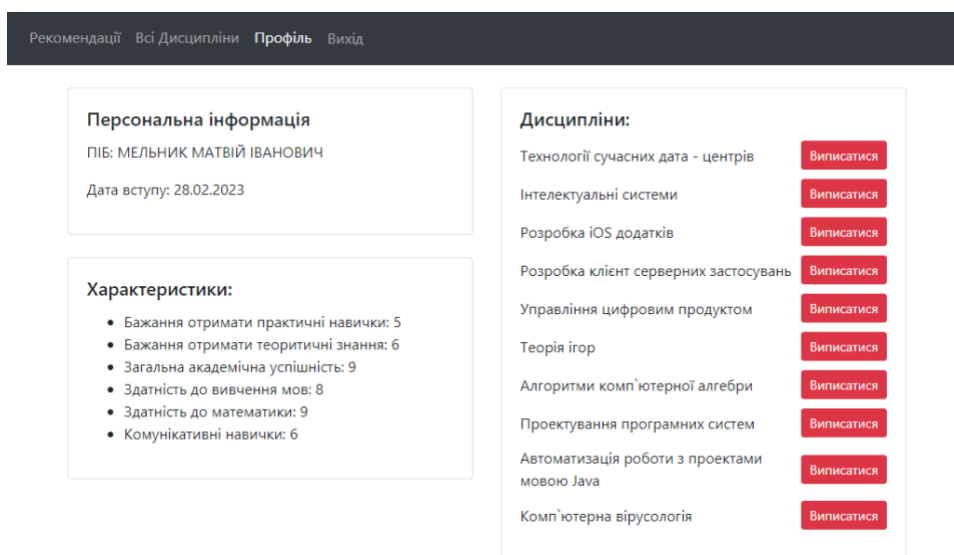 Рекомендації Всі Дисципліни Профіль Вихід
Персональна інформація
ПІБ: МЕЛЬНИК МАТВІЙ ІВАНОВИЧ
Дата вступу: 28.02.2023
Характеристики:
Бажання отримати практичні навички: 5
Бажання отримати теоритичні знання: 6
Загальна академічна успішність: 9
Здатність до вивчення мов: 8
Здатність до математики: 9
Комунікативні навички: 6
Дисципліни:
Технології сучасних дата - центрів Виписатися
Інтелектуальні системи Виписатися
Розробка iOS додатків Виписатися
Розробка клієнт серверних застосувань Виписатися
Управління цифровим продуктом Виписатися
Теорія ігор Виписатися
Алгоритми комп`ютерної алгебри Виписатися
Проектування програмних систем Виписатися
Автоматизація роботи з проектами
мовою Java Виписатися
Комп`ютерна вірусологія Виписатися